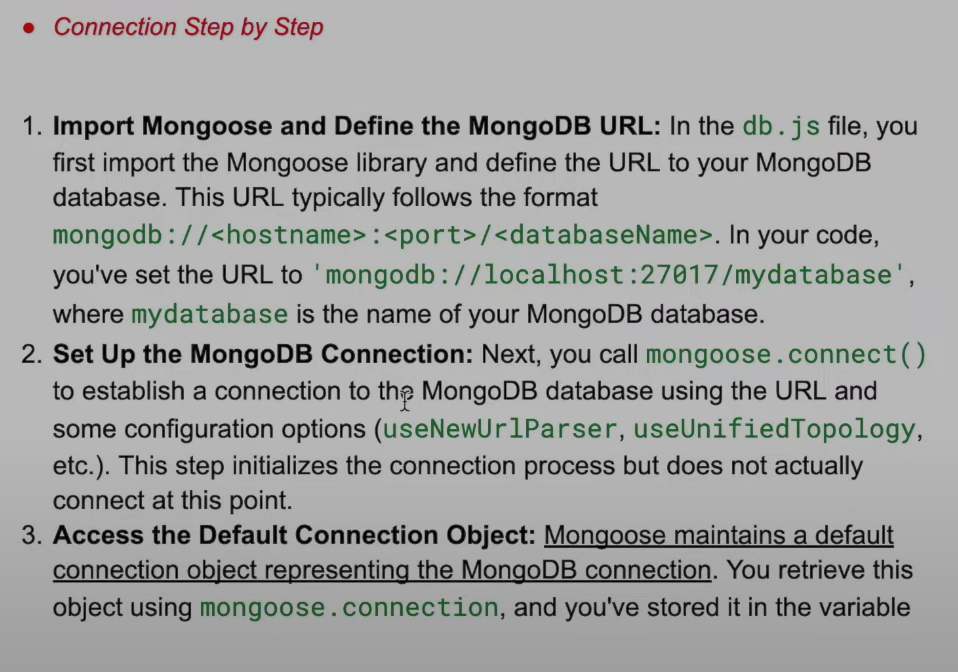 ● Connection Step by Step
1. Import Mongoose and Define the MongoDB URL: In the db.js file, you
first import the Mongoose library and define the URL to your MongoDB
database. This URL typically follows the format
mongodb://<hostname>:<port>/<databaseName>. In your code,
you've set the URL to 'mongodb://localhost:27017/mydatabase',
where mydatabase is the name of your MongoDB database.
2. Set Up the MongoDB Connection: Next, you call mongoose.connect()
to establish a connection to the MongoDB database using the URL and
some configuration options (useNewUrlParser, useUnifiedTopology,
etc.). This step initializes the connection process but does not actually
connect at this point.
3. Access the Default Connection Object: Mongoose maintains a default
connection object representing the MongoDB connection. You retrieve this
object using mongoose.connection, and you've stored it in the variable